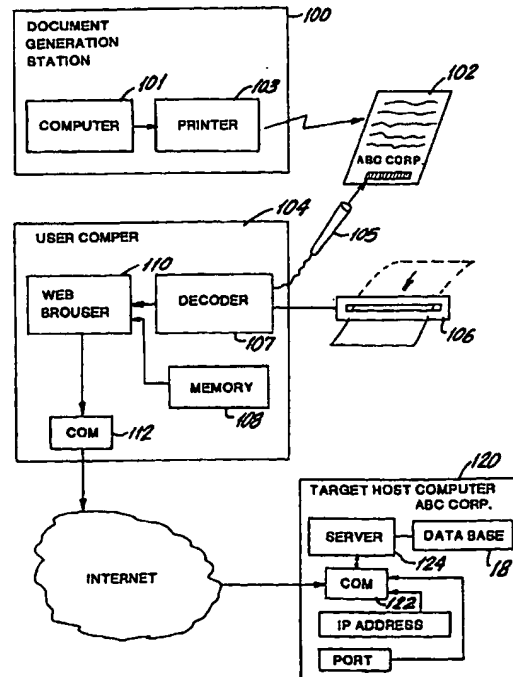 DOCUMENT
GENERATION
STATION
100
101
COMPUTER
103
PRINTER
102
ABC CORP.
105
104
USER COMPER
110
WEB
BROUSER
DECODER
107
106
MEMORY
108
COM
112
INTERNET
120
TARGET HOST COMPUTER
ABC CORP.
SERVER
124
DATA BASE
18
COM
122
IP ADDRESS
PORT